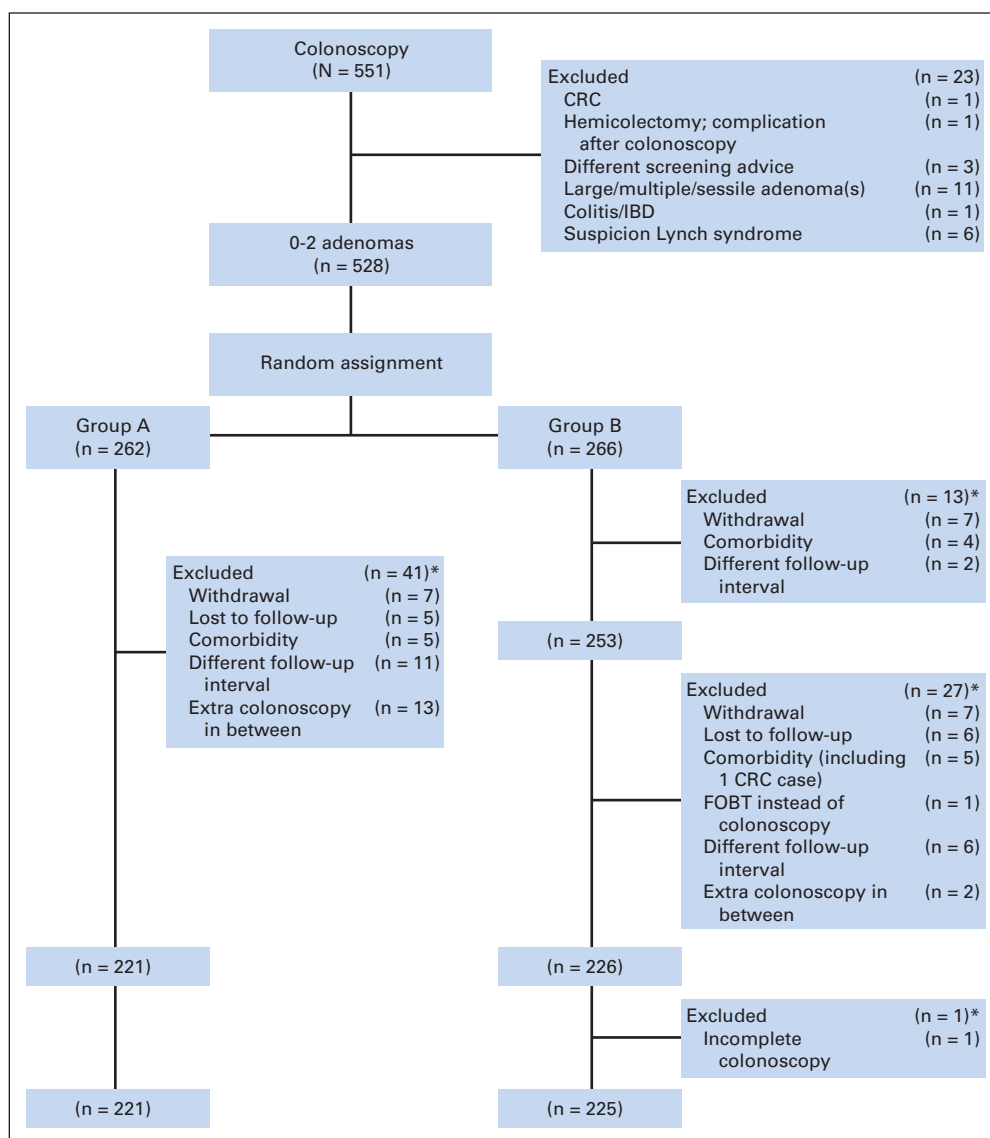 Colonoscopy
(N = 551)
Excluded (n = 23)
CRC (n = 1)
Hemicolectomy; complication (n = 1)
after colonoscopy
Different screening advice (n = 3)
Large/multiple/sessile adenoma(s) (n = 11)
Colitis/IBD (n = 1)
Suspicion Lynch syndrome (n = 6)
0-2 adenomas
(n = 528)
Random assignment
Group A
(n = 262)
Group B
(n = 266)
Excluded (n = 13)*
Withdrawal (n = 7)
Comorbidity (n = 4)
Different follow-up (n = 2)
interval
Excluded (n = 41)*
Withdrawal (n = 7)
Lost to follow-up (n = 5)
Comorbidity (n = 5)
Different follow-up (n = 11)
interval
Extra colonoscopy (n = 13)
in between
(n = 253)
Excluded (n = 27)*
Withdrawal (n = 7)
Lost to follow-up (n = 6)
Comorbidity (including (n = 5)
1 CRC case)
FOBT instead of (n = 1)
colonoscopy
Different follow-up (n = 6)
interval
Extra colonoscopy in (n = 2)
between
(n = 221)
(n = 226)
Excluded (n = 1)*
Incomplete (n = 1)
colonoscopy
(n = 221)
(n = 225)